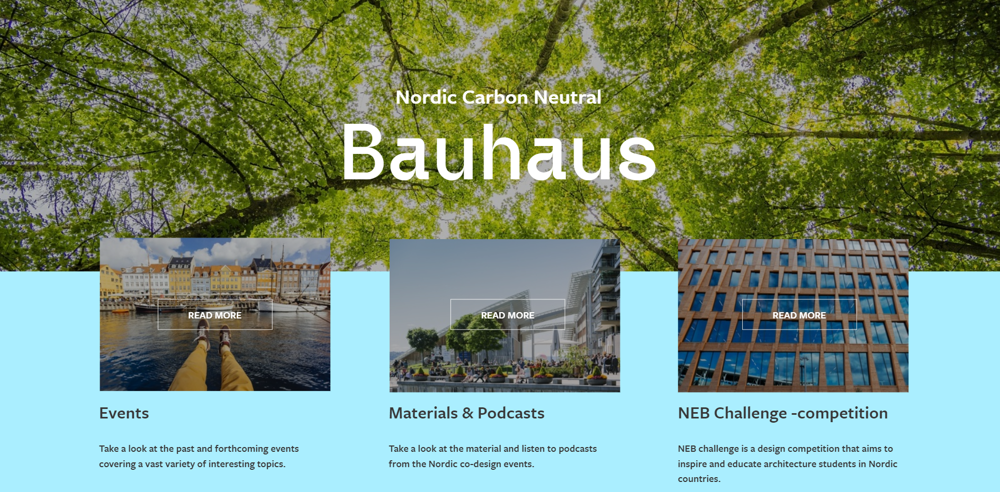 Nordic Carbon Neutral
Bauhaus
READ MORE
READ MORE
READ MORE
Events
Take a look at the past and forthcoming events
covering a vast variety of interesting topics.
Materials & Podcasts
Take a look at the material and listen to podcasts
from the Nordic co-design events.
NEB Challenge -competition
NEB challenge is a design competition that aims to
inspire and educate architecture students in Nordic
countries.